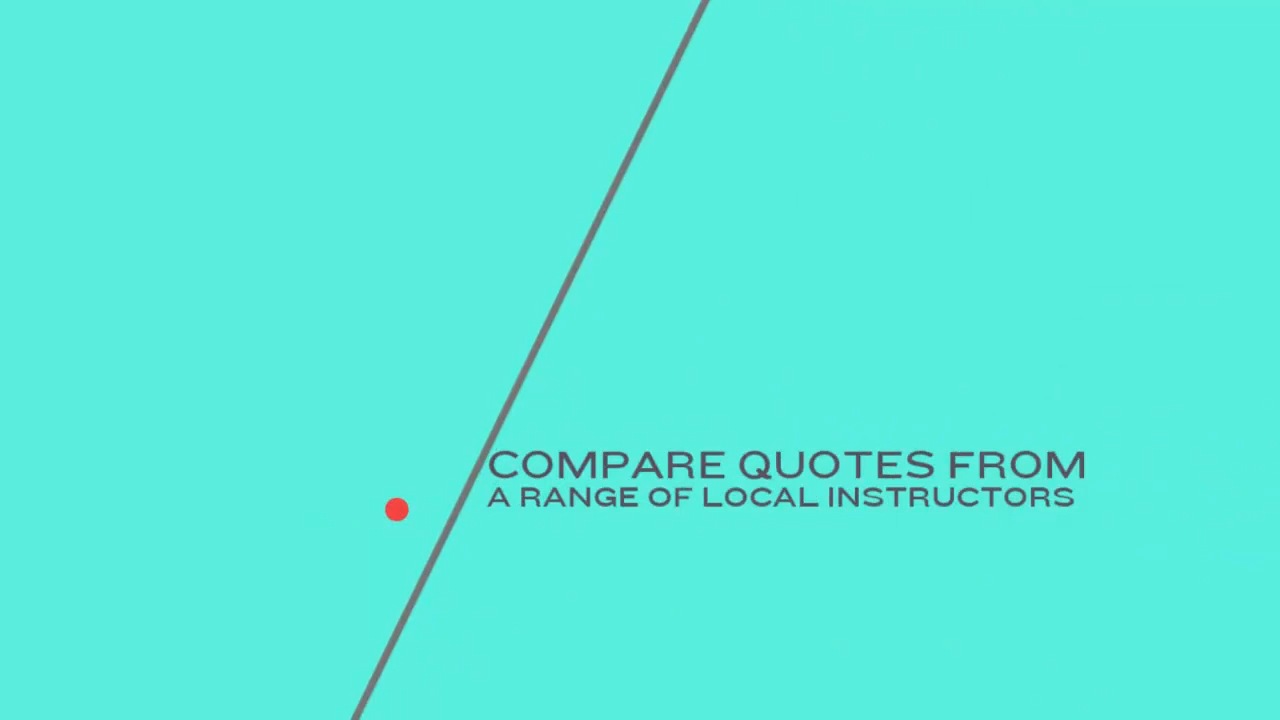 COMPARE QUOTES FROM
A RANGE OF LOCAL INSTRUCTORS